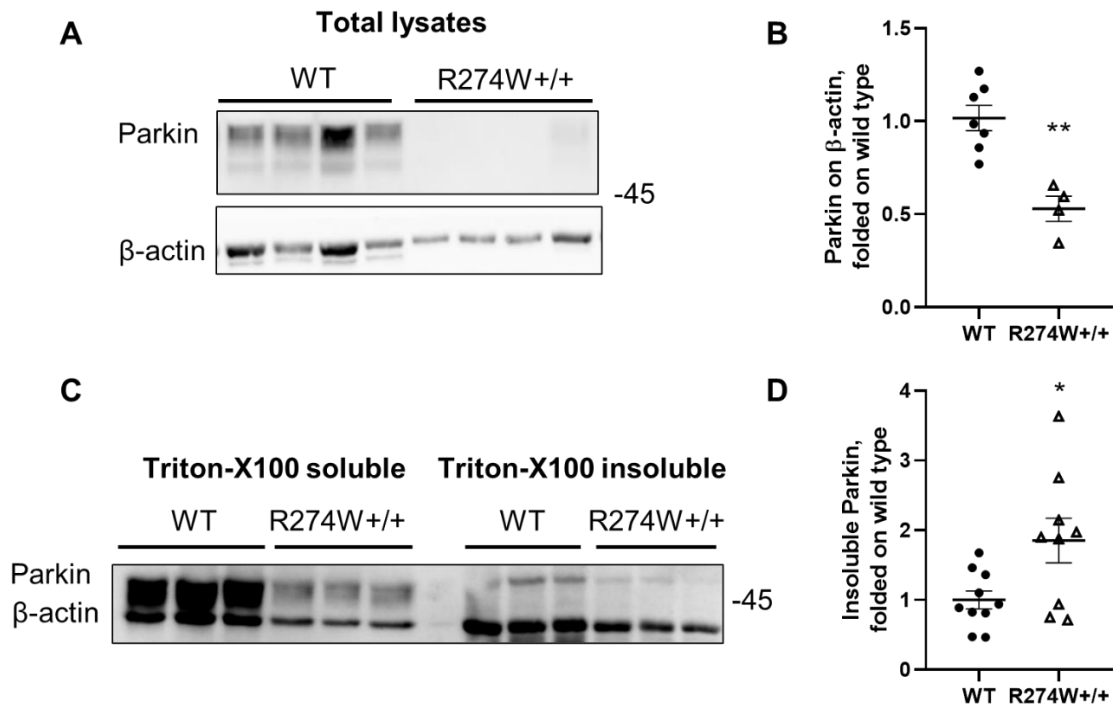 A
Total lysates
WT R274W+/+
Parkin
-45
β-actin
B
Parkin on β-actin,
folded on wild type
1.5
1.0
0.5
0.0
**
WT R274W+/+
C
Triton-X100 soluble Triton-X100 insoluble
WT R274W+/+ WT R274W+/+
Parkin
β-actin
-45
D
Insoluble Parkin,
folded on wild type
4
3
2
1
0
*
WT R274W+/+